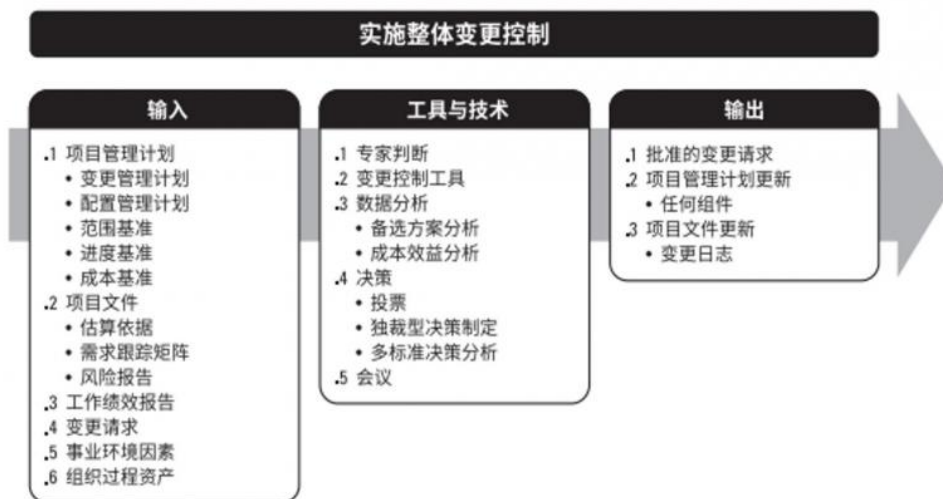 实施整体变更控制
输入
.1 项目管理计划
• 变更管理计划
• 配置管理计划
• 范围基准
• 进度基准
• 成本基准
.2 项目文件
• 估算依据
• 需求跟踪矩阵
• 风险报告
.3 工作绩效报告
.4 变更请求
.5 事业环境因素
.6 组织过程资产
工具与技术
.1 专家判断
.2 变更控制工具
.3 数据分析
• 备选方案分析
• 成本效益分析
.4 决策
• 投票
• 独裁型决策制定
• 多标准决策分析
.5 会议
输出
.1 批准的变更请求
.2 项目管理计划更新
• 任何组件
.3 项目文件更新
• 变更日志